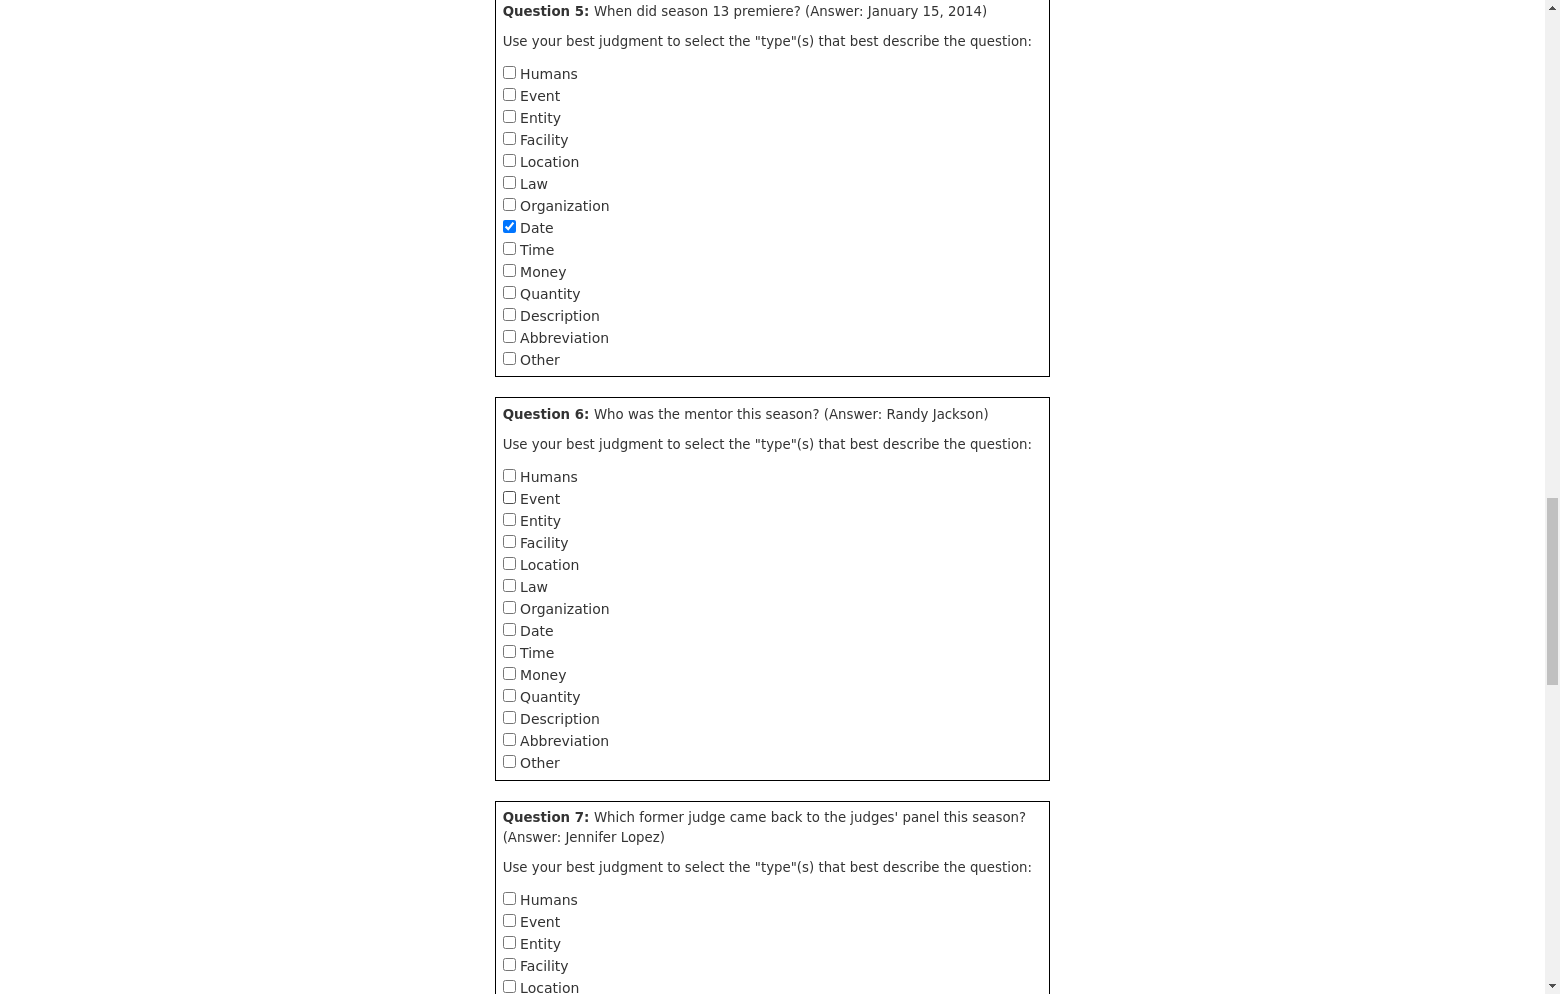 Question 5: When did season 13 premiere? (Answer: January 15, 2014)
Use your best judgment to select the "type"(s) that best describe the question:
Humans
Event
Entity
Facility
Location
Law
Organization
Date
Time
Money
Quantity
Description
Abbreviation
Other
Question 6: Who was the mentor this season? (Answer: Randy Jackson)
Use your best judgment to select the "type"(s) that best describe the question:
Humans
Event
Entity
Facility
Location
Law
Organization
Date
Time
Money
Quantity
Description
Abbreviation
Other
Question 7: Which former judge came back to the judges' panel this season?
(Answer: Jennifer Lopez)
Use your best judgment to select the "type"(s) that best describe the question:
Humans
Event
Entity
Facility
Location